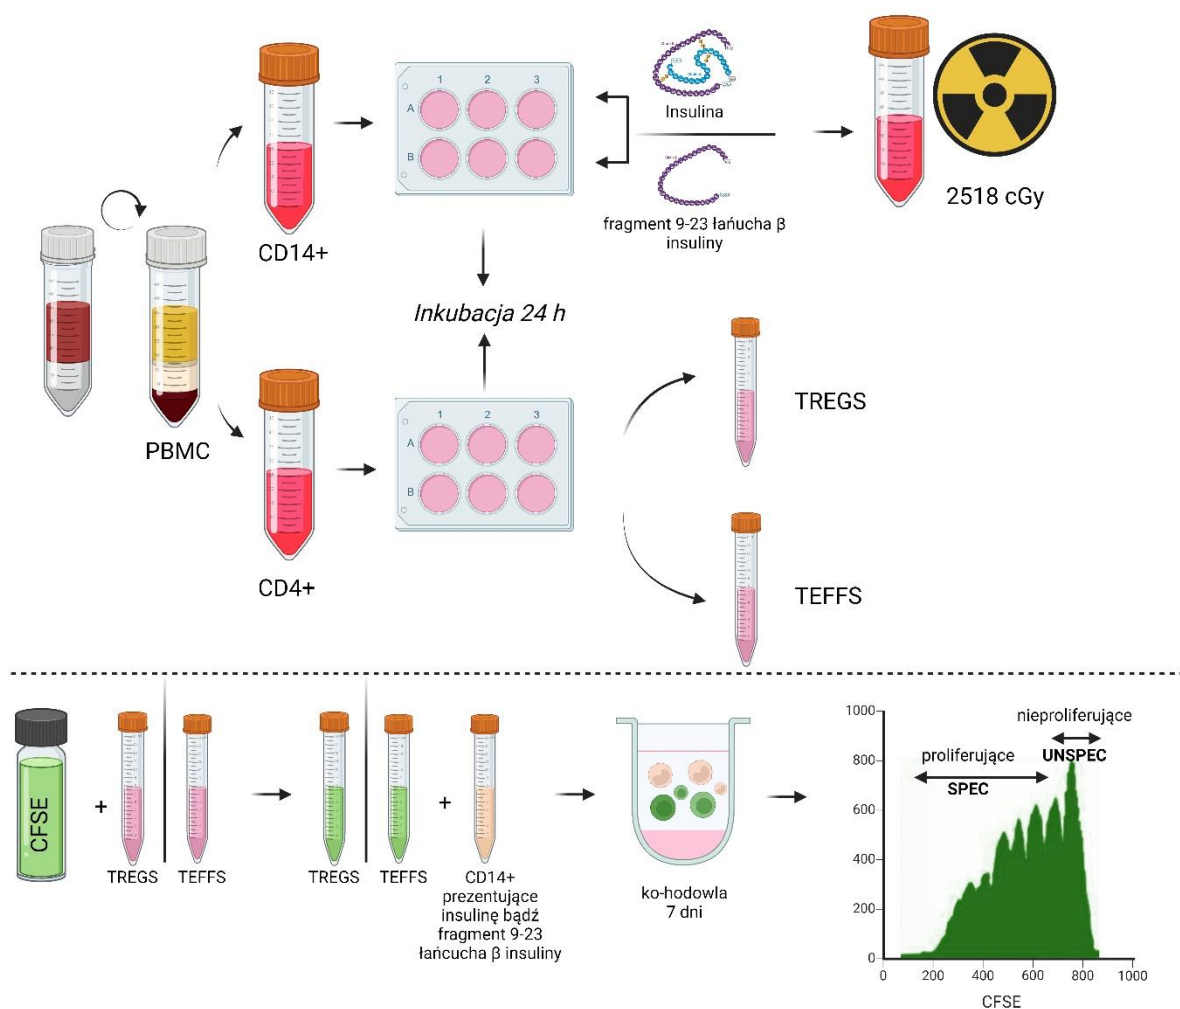 1 2 3
A
B
Insulina
fragment 9-23 łańucha β
insuliny
2518 cGy
CD14+
PBMC
Inkubacja 24 h
CD4+
1 2 3
A
B
TREGS
TEFFS
CFSE
+
TREGS
TEFFS
TREGS
TEFFS
+
CD14+
prezentujące
insulinę bądź
fragment 9-23
łańcucha β insuliny
ko-hodowla
7 dni
1000
800
600
400
200
0
nieproliferujące
UNSPEC
proliferujące
SPEC
0 200 400 600 800 1000
CFSE